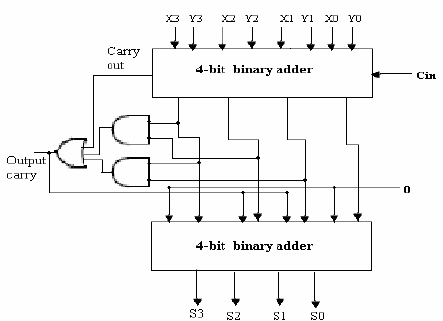 X3 Y3 X2 Y2 X1 Y1 X0 Y0
Carry
out
4-bit binary adder
Cin
Output
carry
0
4-bit binary adder
S3 S2 S1 S0